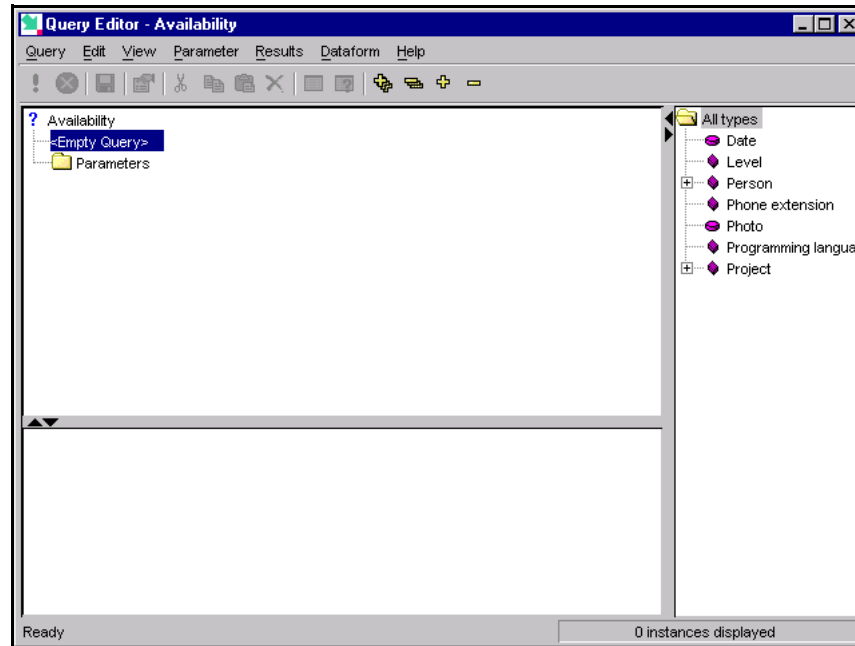 Query Editor - Availability
Query Edit View Parameter Results Dataform Help
? Availability
<Empty Query>
Parameters
All types
Date
Level
Person
Phone extension
Photo
Programming langua
Project
Ready
0 instances displayed